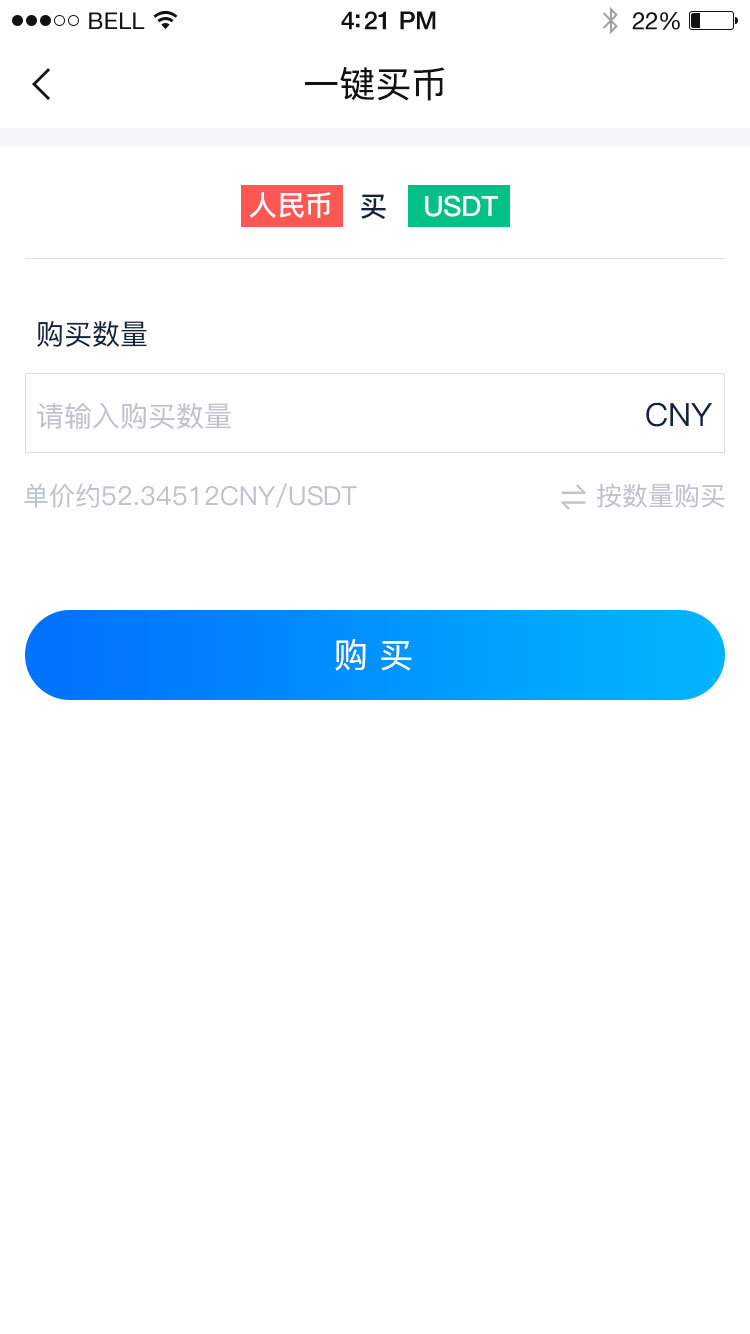 BELL 4:21 PM 22%
一键买币
人民币 买 USDT
购买数量
请输入购买数量 CNY
单价约52.34512CNY/USDT 按数量购买
购 买